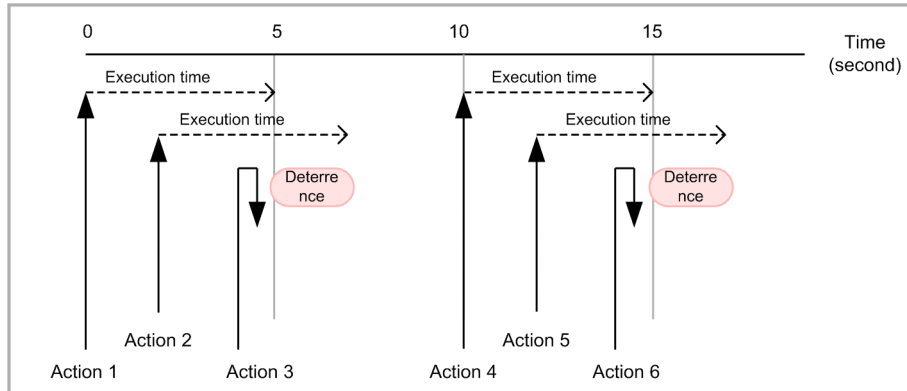 0
5
10
15
Time
(second)
Execution time
Execution time
Execution time
Execution time
Deterre
nce
Deterre
nce
Action 2
Action 5
Action 1
Action 3
Action 4
Action 6